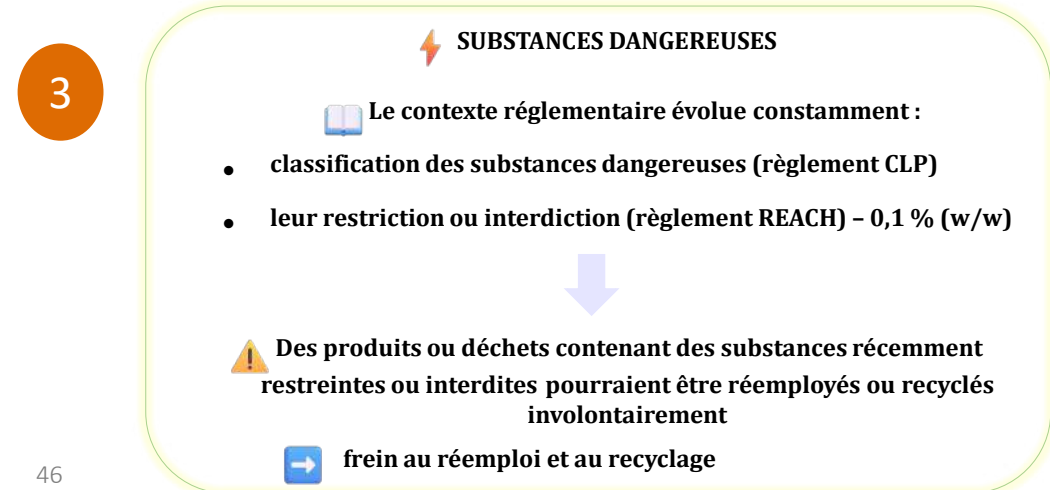 3
SUBSTANCES DANGEREUSES
Le contexte réglementaire évolue constamment :
• classification des substances dangereuses (règlement CLP)
• leur restriction ou interdiction (règlement REACH) – 0,1 % (w/w)
Des produits ou déchets contenant des substances récemment
restreintes ou interdites pourraient être réemployés ou recyclés
involontairement
frein au réemploi et au recyclage
46